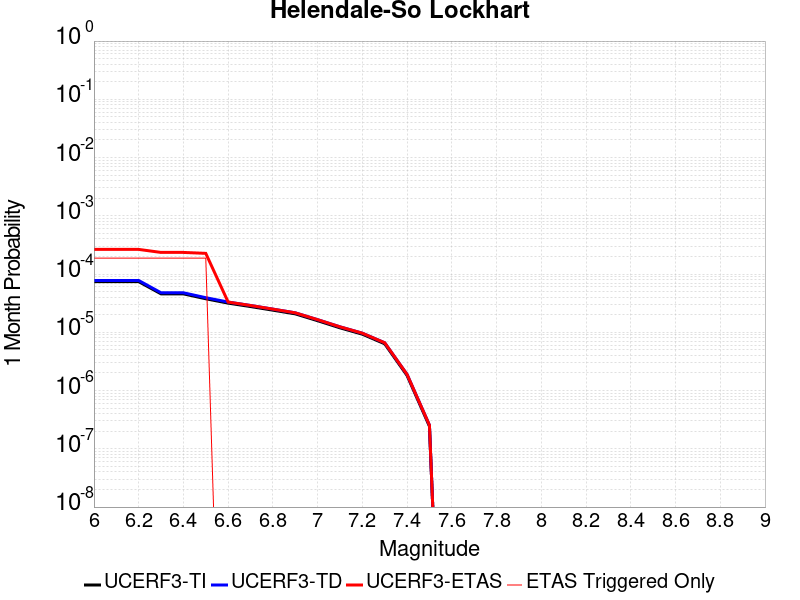 Helendale-So Lockhart
10^0
10^-1
10^-2
10^-3
10^-4
10^-5
10^-6
10^-7
10^-8
1 Month Probability
6 6.2 6.4 6.6 6.8 7 7.2 7.4 7.6 7.8 8 8.2 8.4 8.6 8.8 9
Magnitude
UCERF3-TI UCERF3-TD UCERF3-ETAS ETAS Triggered Only